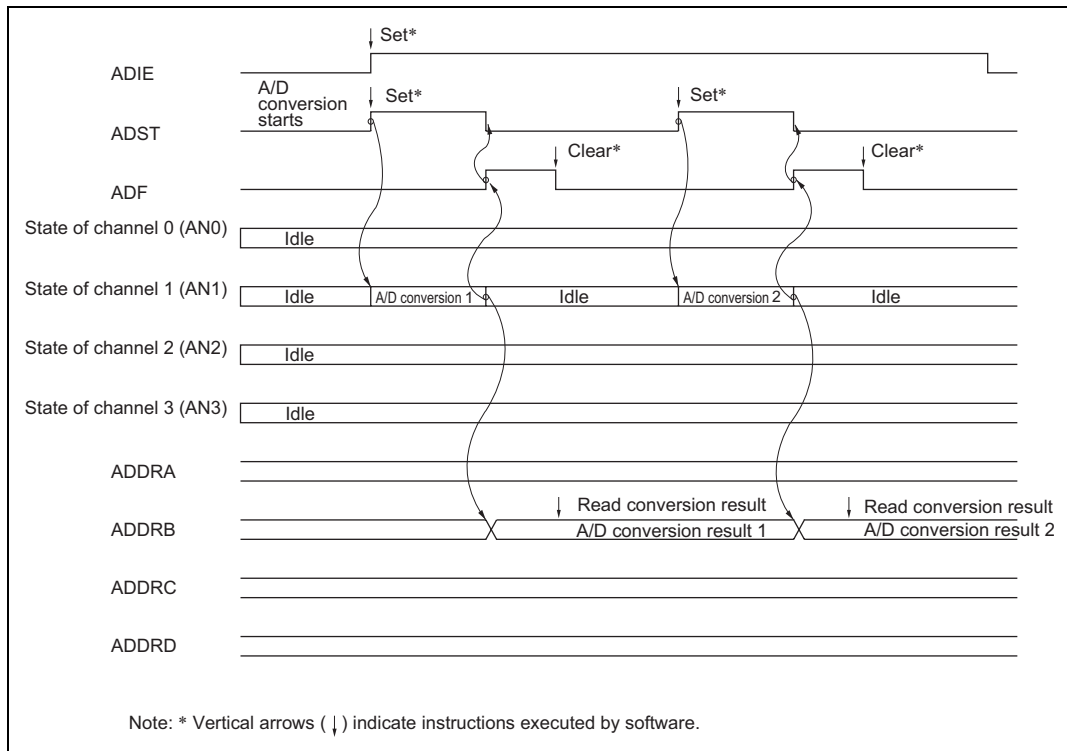 Set*
ADIE
A/D
conversion
starts
Set*
Set*
ADST
Clear*
Clear*
ADF
State of channel 0 (AN0)
Idle
State of channel 1 (AN1)
Idle
A/D conversion 1
Idle
A/D conversion 2
Idle
State of channel 2 (AN2)
Idle
State of channel 3 (AN3)
Idle
ADDRA
Read conversion result
Read conversion result
ADDRB
A/D conversion result 1
A/D conversion result 2
ADDRC
ADDRD
Note: * Vertical arrows (↓) indicate instructions executed by software.